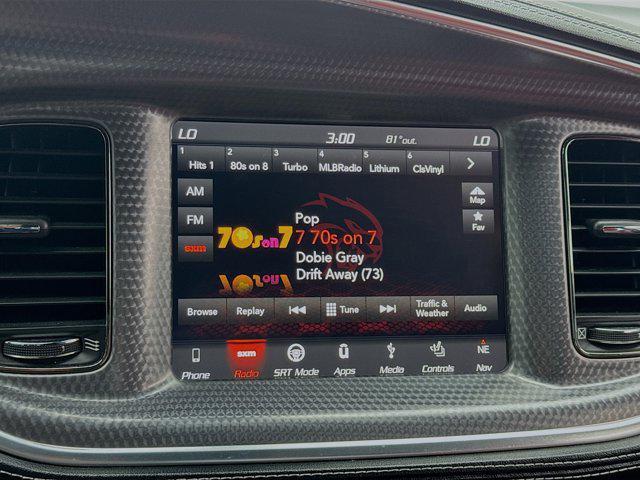 LO 3:00 81°out. LO
1 Hits 1
2 80s on 8
3 Turbo
4 MLBRadio
5 Lithium
6 ClsVinyl
AM
FM
sxm
Map
Fav
70s on 7
Pop
7 70s on 7
Dobie Gray
Drift Away (73)
Browse
Replay
Tune
Traffic & Weather
Audio
Phone
sxm
Radio
SRT Mode
Apps
Media
Controls
NE
Nav